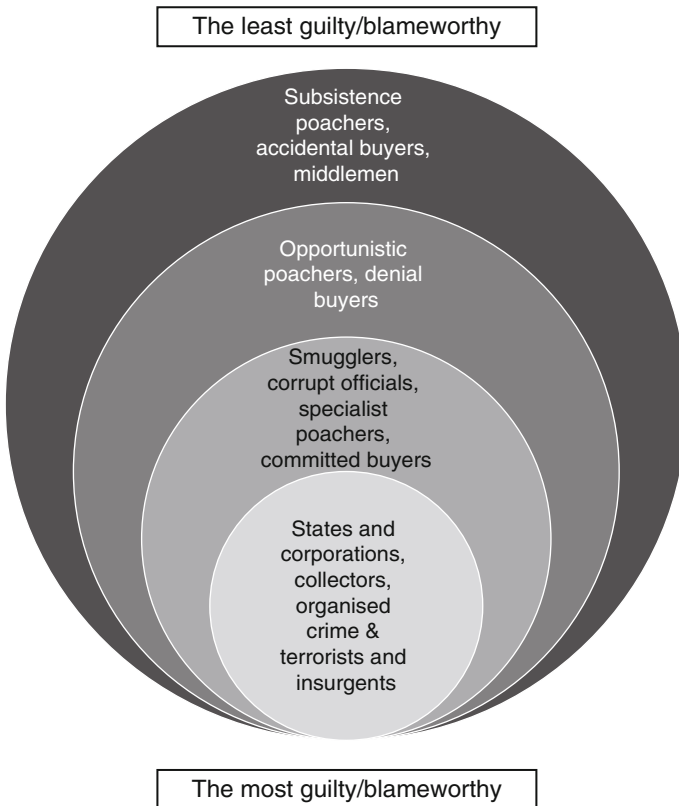 The least guilty/blameworthy
Subsistence
poachers,
accidental buyers,
middlemen
Opportunistic
poachers, denial
buyers
Smugglers,
corrupt officials,
specialist
poachers,
committed buyers
States and
corporations,
collectors,
organised
crime &
terrorists and
insurgents
The most guilty/blameworthy